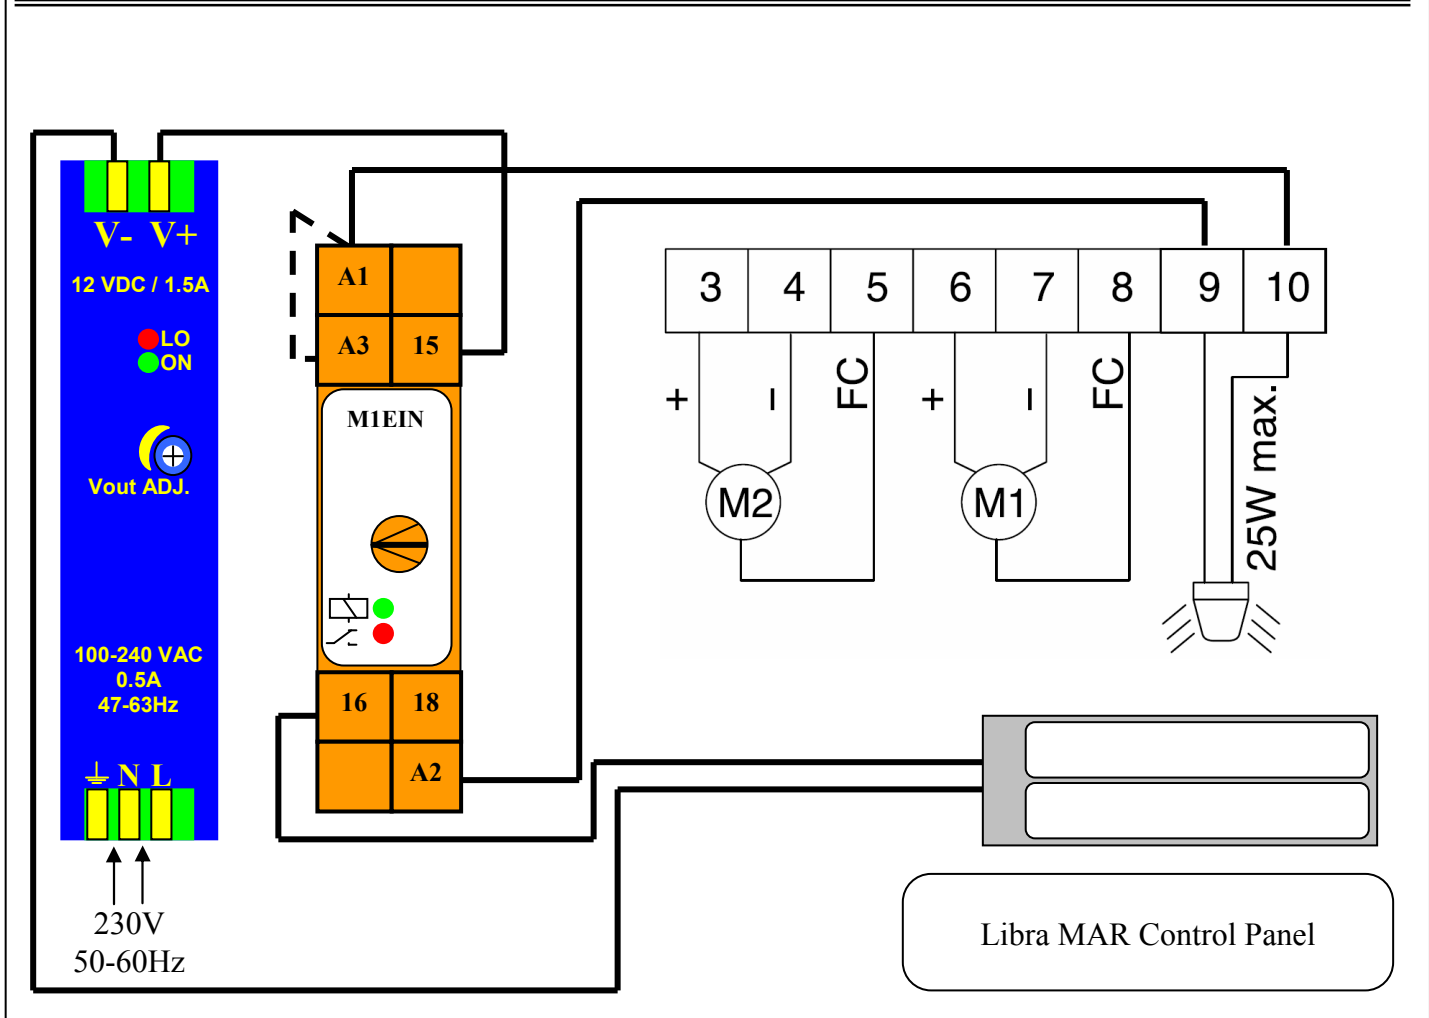 V- V+
12 VDC / 1.5A
LO
ON
Vout ADJ.
100-240 VAC
0.5A
47-63Hz
N L
230V
50-60Hz
A1
A3 15
M1EIN
16 18
A2
3 4 5 6 7 8 9 10
+ – FC + – FC
25W max.
M2 M1
Libra MAR Control Panel